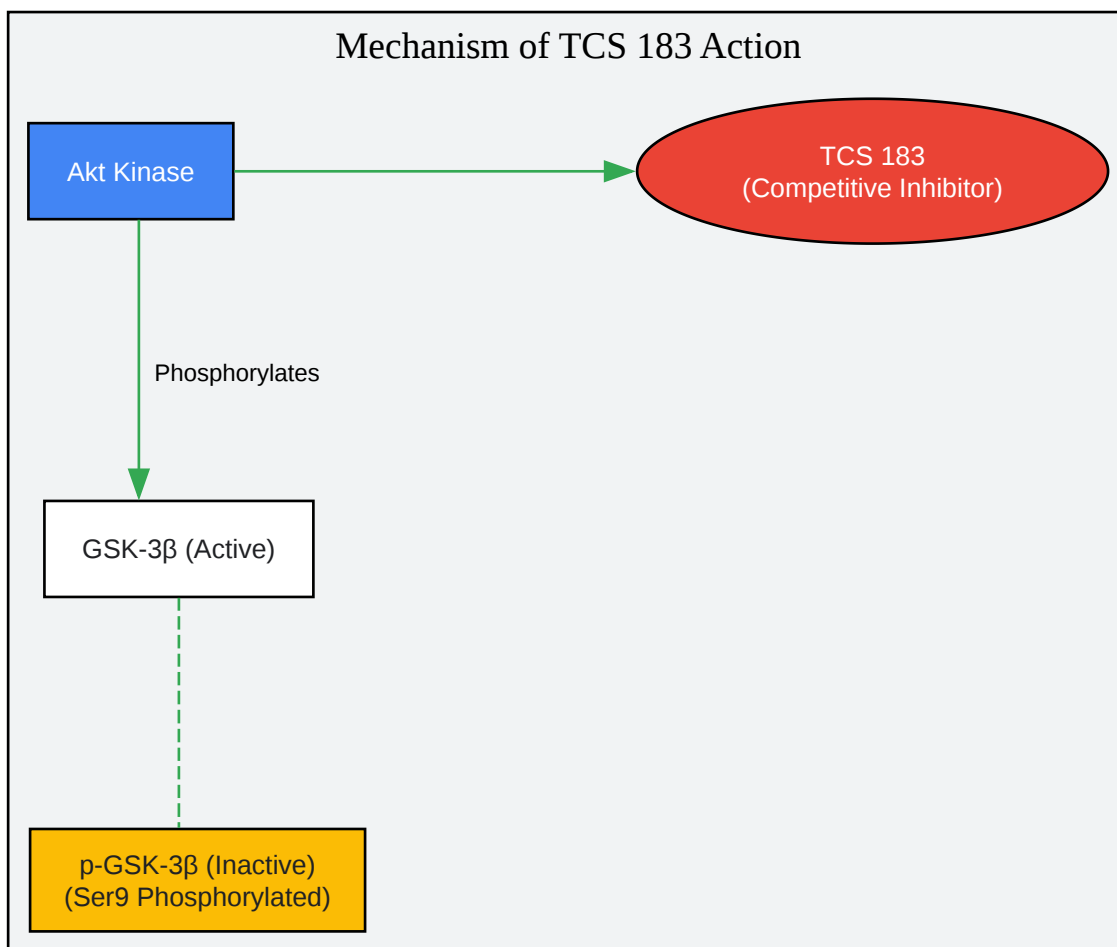 Mechanism of TCS 183 Action
Akt Kinase
TCS 183
(Competitive Inhibitor)
Phosphorylates
GSK-3β (Active)
p-GSK-3β (Inactive)
(Ser9 Phosphorylated)